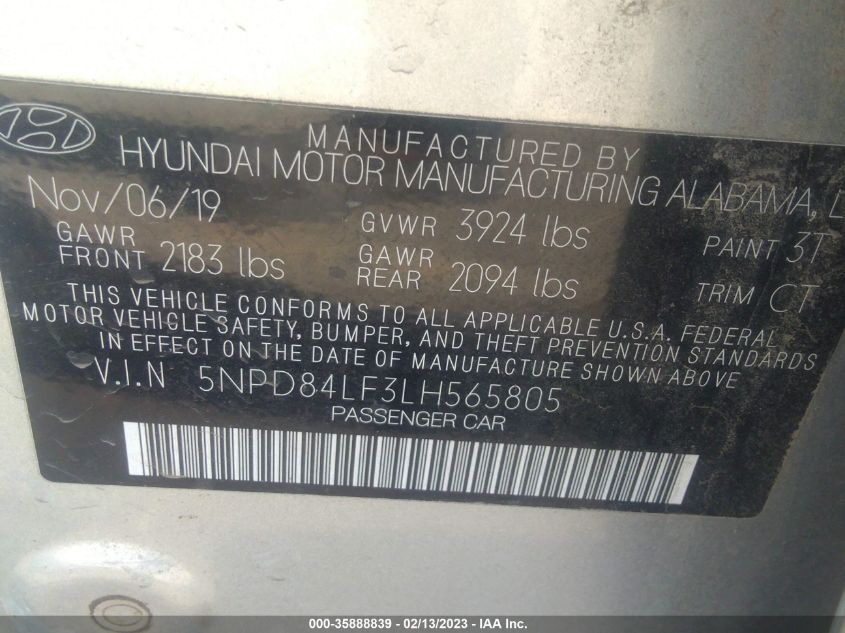 MANUFACTURED BY
HYUNDAI MOTOR MANUFACTURING ALABAMA, L
Nov/06/19 GVWR 3924 lbs PAINT 3T
GAWR FRONT 2183 lbs GAWR REAR 2094 lbs TRIM CT
THIS VEHICLE CONFORMS TO ALL APPLICABLE U.S.A. FEDERAL
MOTOR VEHICLE SAFETY, BUMPER, AND THEFT PREVENTION STANDARDS
IN EFFECT ON THE DATE OF MANUFACTURE SHOWN ABOVE
V.I.N 5NPD84LF3LH565805
PASSENGER CAR
000-35888839 - 02/13/2023 - IAA Inc.